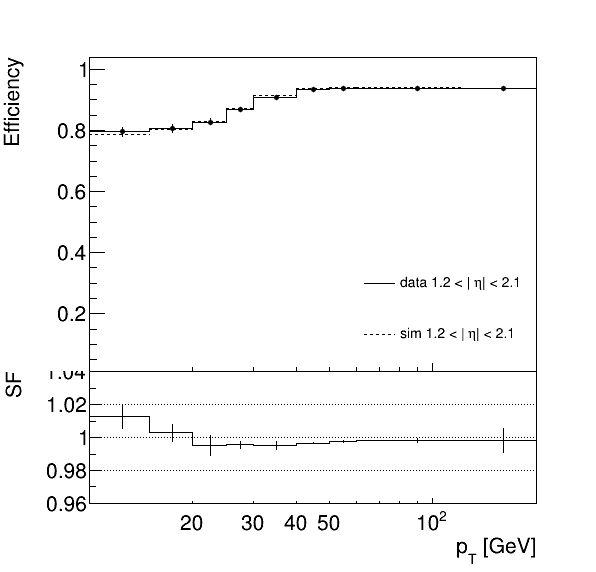 Efficiency
1
0.8
0.6
0.4
0.2
data 1.2 < | η| < 2.1
sim 1.2 < | η| < 2.1
SF
1.04
1.02
1
0.98
0.96
20 30 40 50 10²
p_T [GeV]